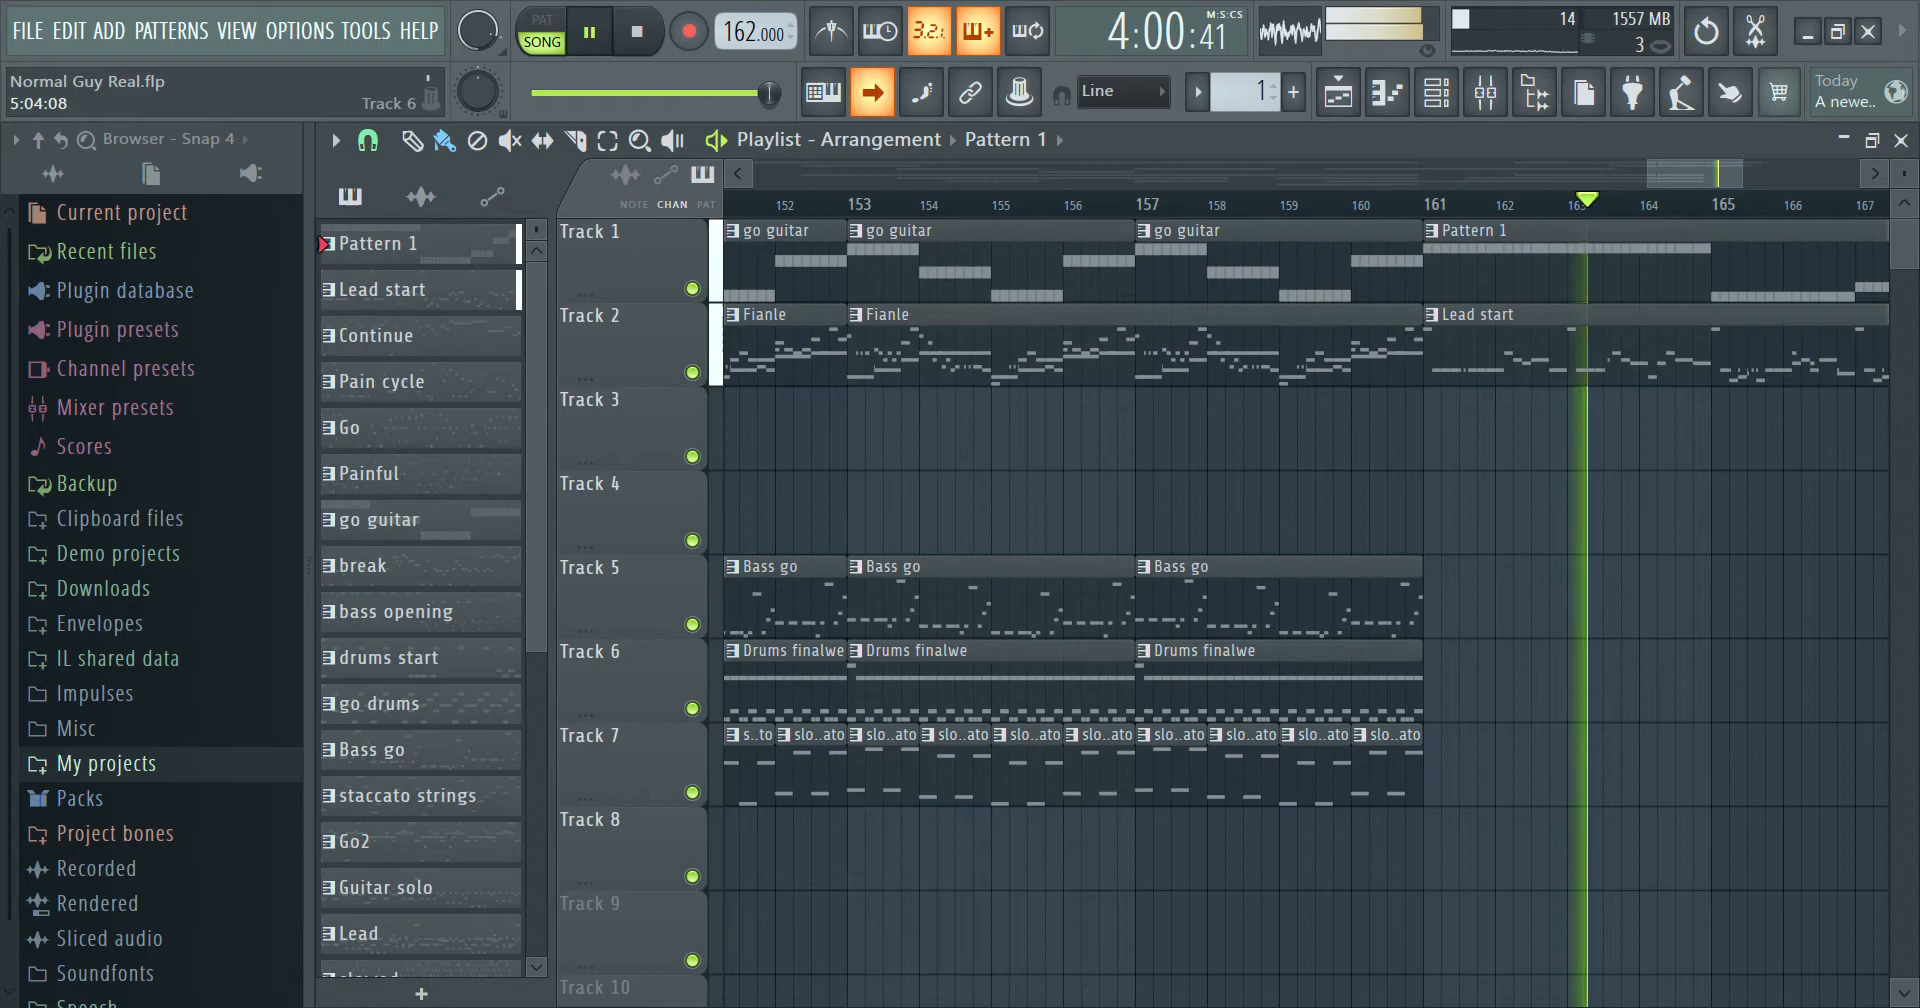 FILE EDIT ADD PATTERNS VIEW OPTIONS TOOLS HELP
PAT
SONG
162.000
3.2.1.
4:00:41
M:S:CS
14
1557 MB
3
Normal Guy Real.flp
5:04:08
Track 6
Line
1
Today
A newe..
Browser - Snap 4
Playlist - Arrangement
Pattern 1
NOTE CHAN PAT
152
153
154
155
156
157
158
159
160
161
162
163
164
165
166
167
Current project
Recent files
Plugin database
Plugin presets
Channel presets
Mixer presets
Scores
Backup
Clipboard files
Demo projects
Downloads
Envelopes
IL shared data
Impulses
Misc
My projects
Packs
Project bones
Recorded
Rendered
Sliced audio
Soundfonts
Speech
Pattern 1
Lead start
Continue
Pain cycle
Go
Painful
go guitar
break
bass opening
drums start
go drums
Bass go
staccato strings
Go2
Guitar solo
Lead
Track 1
go guitar
go guitar
go guitar
Pattern 1
Track 2
Fianle
Fianle
Lead start
Track 3
Track 4
Track 5
Bass go
Bass go
Bass go
Track 6
Drums finalwe
Drums finalwe
Drums finalwe
Track 7
s..to
slo..ato
slo..ato
slo..ato
slo..ato
slo..ato
slo..ato
slo..ato
slo..ato
slo..ato
Track 8
Track 9
Track 10